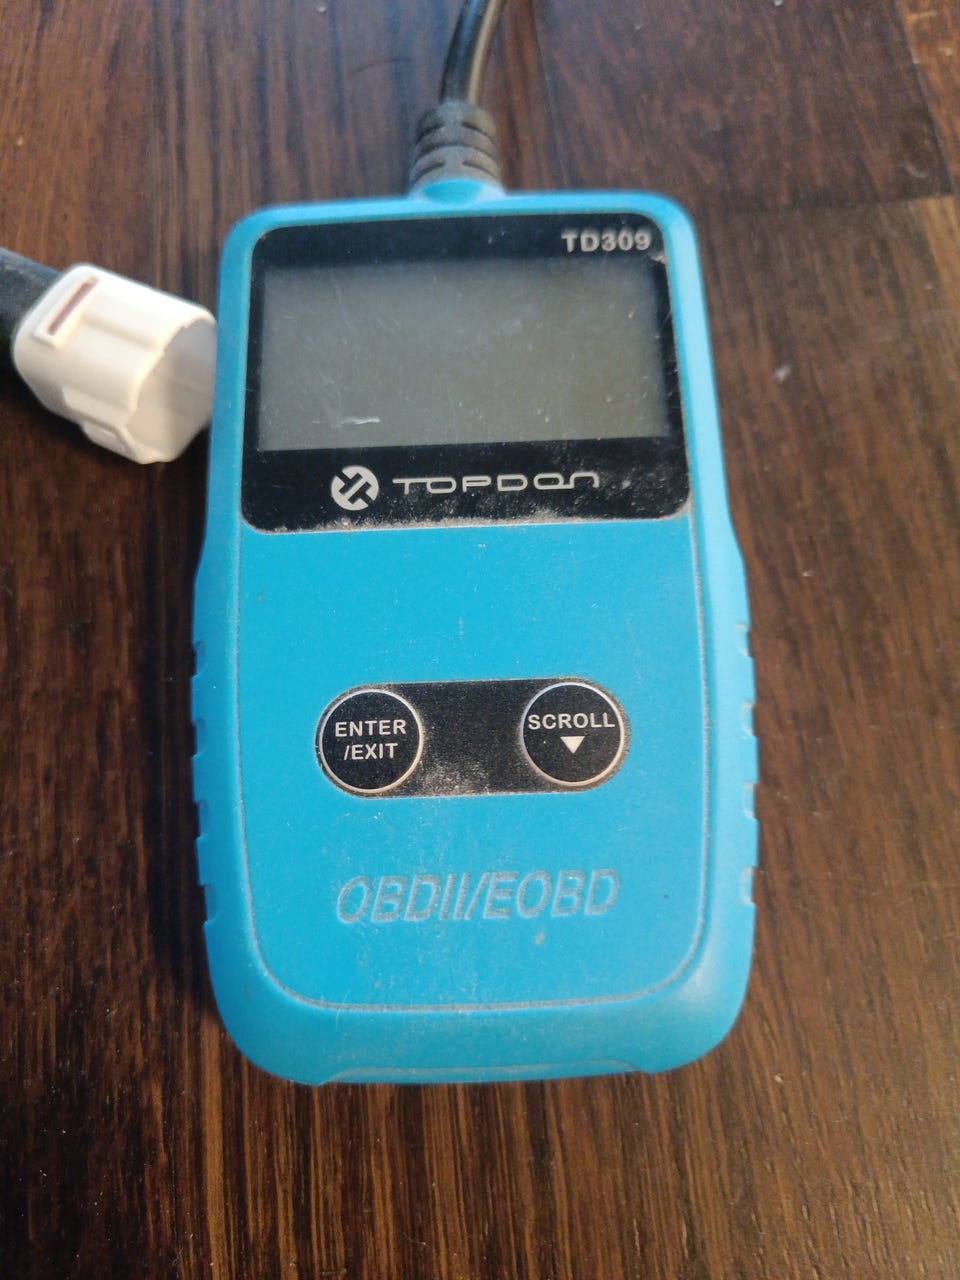 TD309
TOPDON
ENTER
/EXIT
SCROLL
OBDII/EOBD